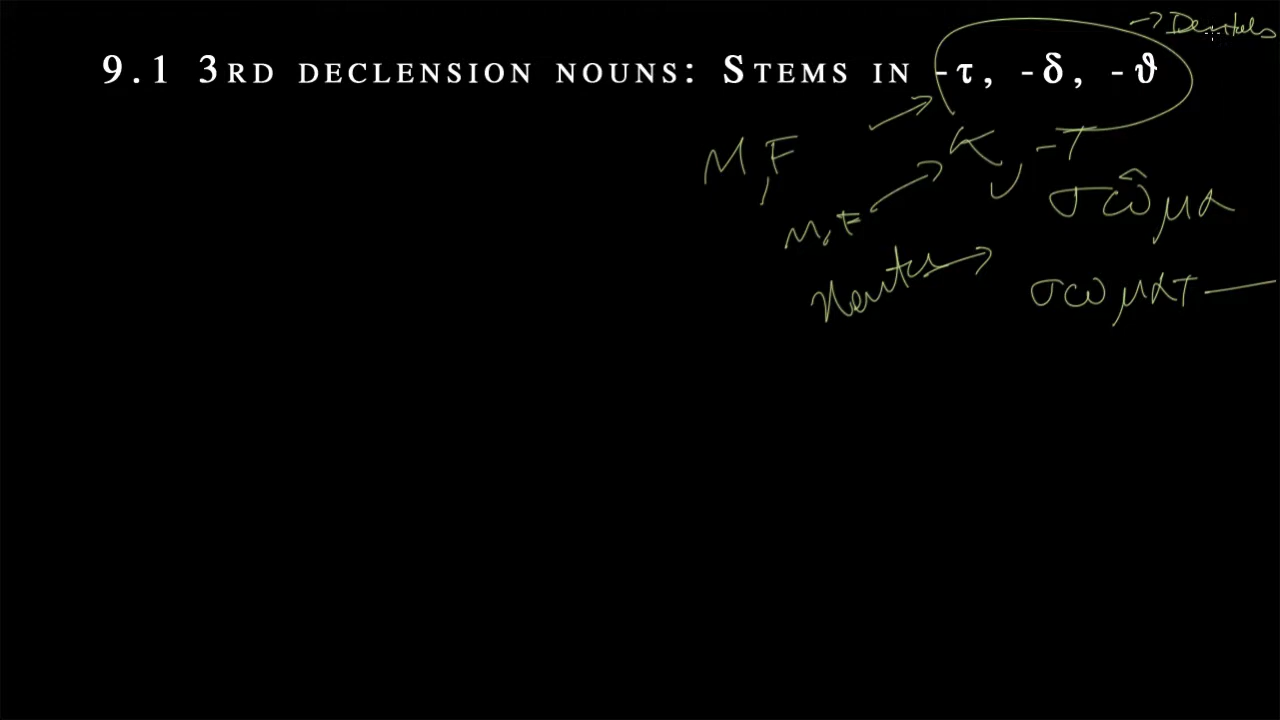 → Dentals
9.1 3RD DECLENSION NOUNS: STEMS IN -τ, -δ, -ϑ
M, F → K, -T
M, F → σῶμα
Neuter → σωματ —